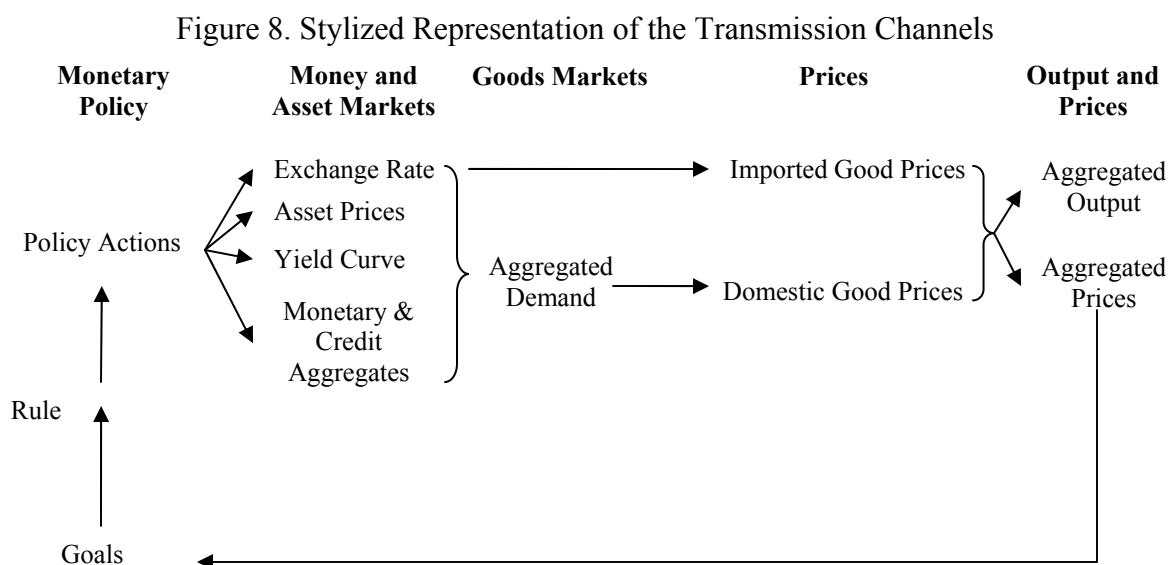 Figure 8. Stylized Representation of the Transmission Channels
Monetary
Policy
Money and
Asset Markets
Goods Markets
Prices
Output and
Prices
Exchange Rate
Asset Prices
Policy Actions
Yield Curve
Monetary &
Credit
Aggregates
Aggregated
Demand
Imported Good Prices
Domestic Good Prices
Aggregated
Output
Aggregated
Prices
Rule
Goals